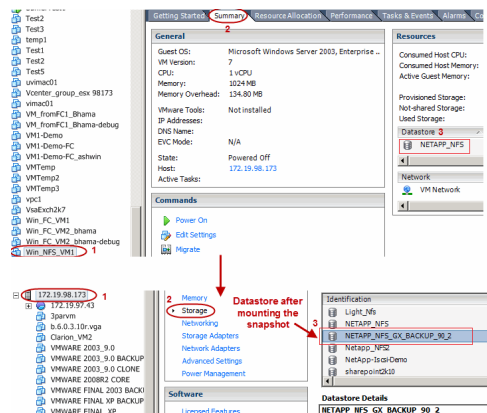 Test2
Test3
temp1
Test1
Test2
Test5
uvimac01
Vcenter_group_esx 98173
vimac01
VM_fromFC1_Bhama
VM_fromFC1_Bhama-debug
VM1-Demo
VM1-Demo-FC
VM1-Demo-FC_ashwin
VMTemp
VMTemp2
VMTemp3
vpc1
VsaExch2k7
Win_FC_VM1
Win_FC_VM2_bhama
Win_FC_VM2_bhama-debug
Win_NFS_VM1 1
Getting Started Summary Resource Allocation Performance Tasks & Events Alarms Co
2
General
Guest OS: Microsoft Windows Server 2003, Enterprise ..
VM Version: 7
CPU: 1 vCPU
Memory: 1024 MB
Memory Overhead: 134.80 MB
VMware Tools: Not installed
IP Addresses:
DNS Name:
EVC Mode: N/A
State: Powered Off
Host: 172.19.98.173
Active Tasks:
Commands
Power On
Edit Settings
Migrate
Resources
Consumed Host CPU:
Consumed Host Memory:
Active Guest Memory:
Provisioned Storage:
Not-shared Storage:
Used Storage:
Datastore 3
NETAPP_NFS
Network
VM Network
172.19.98.173 1
172.19.97.43
3parvm
b.6.0.3.10r.vga
Clarion_VM2
VMWARE 2003_9.0
VMWARE 2003_9.0 BACKUP
VMWARE 2003_9.0 CLONE
VMWARE 2008R2 CORE
VMWARE FINAL 2003 BACKU
VMWARE FINAL XP BACKUP
VMWARE FINAL_XP
Memory
2 Storage
Networking
Storage Adapters
Network Adapters
Advanced Settings
Power Management
Software
Licensed Features
Datastore after
mounting the
snapshot
3
Identification
Light_Nfs
NETAPP_NFS
NETAPP_NFS_GX_BACKUP_90_2
Netapp_NFS2
NetApp-IscsiDemo
sharepoint2k10
Datastore Details
NETAPP_NFS_GX_BACKUP_90_2